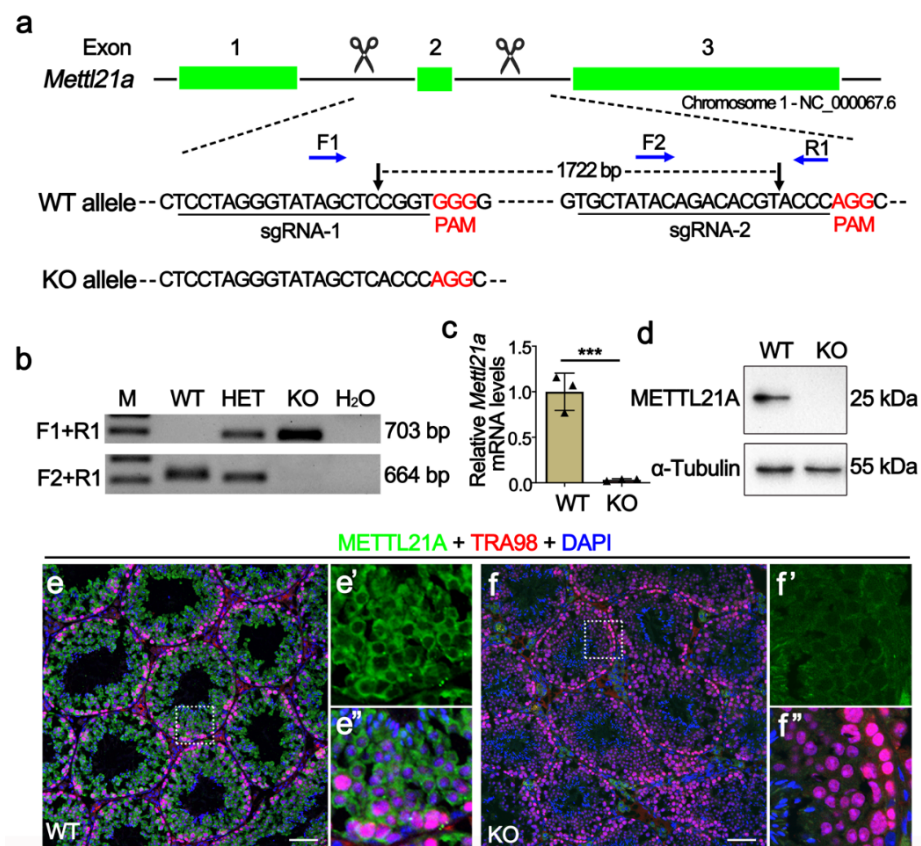 a
Exon 1 2 3
Mettl21a
Chromosome 1 - NC_000067.6
F1 F2 R1
1722 bp
WT allele --CTCCTAGGGTATAGCTCCGGTGGGG ------ GTGCTATACAGACACGTACCCAGGC--
sgRNA-1 PAM sgRNA-2 PAM
KO allele --CTCCTAGGGTATAGCTCACCCAGGC--
b
M WT HET KO H₂O
F1+R1 703 bp
F2+R1 664 bp
c
Relative Mettl21a
mRNA levels
1.5
1.0
0.5
0.0
***
WT KO
d
WT KO
METTL21A 25 kDa
α-Tubulin 55 kDa
METTL21A + TRA98 + DAPI
e e' f f'
e" f"
WT KO